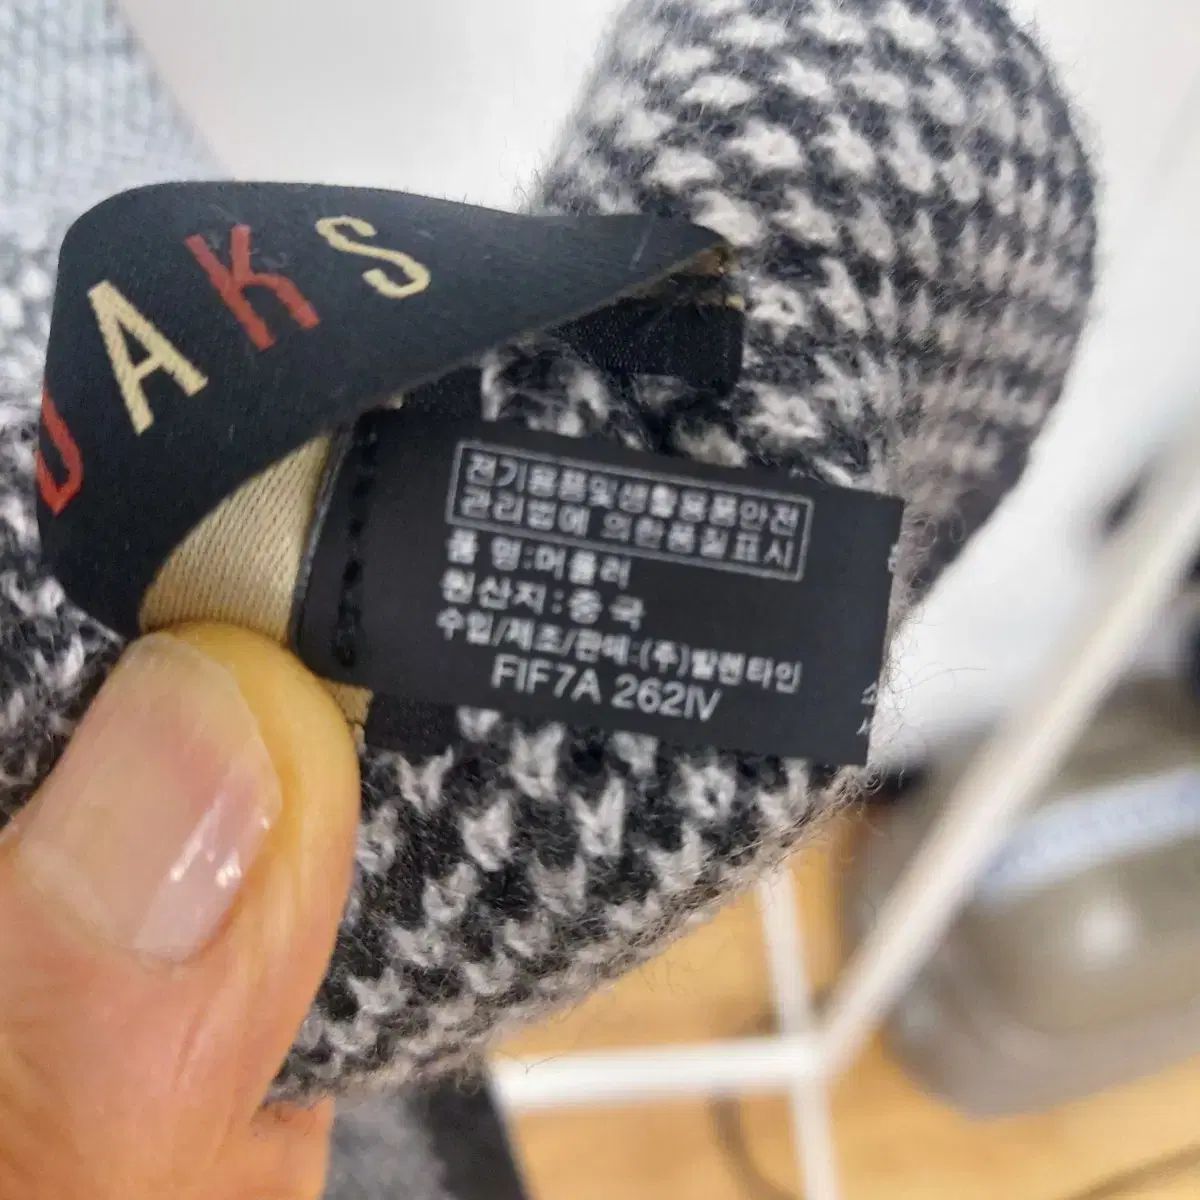 DAKS
전기용품및생활용품안전
관리법에 의한품질표시
품 명:머플러
원산지:중국
수입/제조/판매:(주)발렌타인
FIF7A 262IV